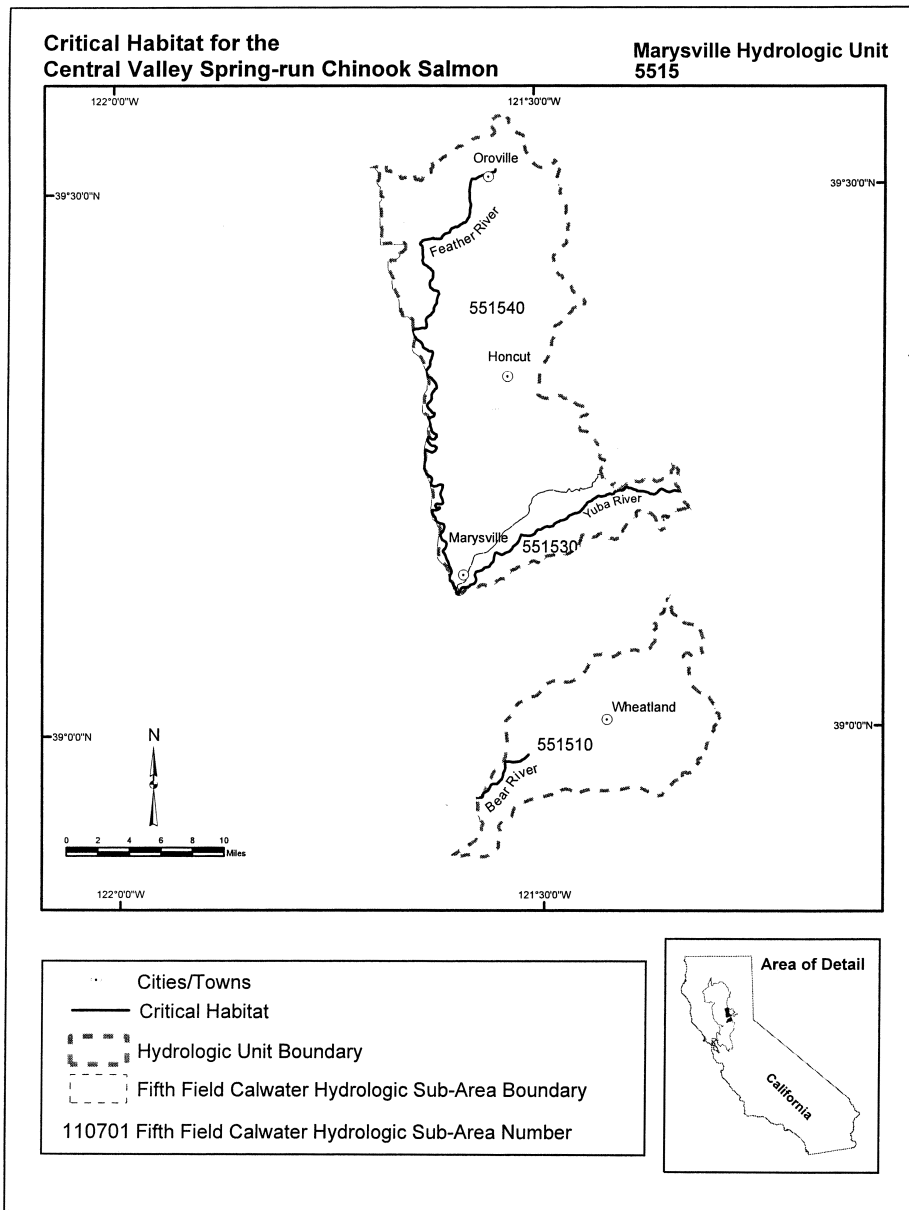 Critical Habitat for the
Central Valley Spring-run Chinook Salmon
Marysville Hydrologic Unit
5515
122°0'0"W
121°30'0"W
Oroville
39°30'0"N
39°30'0"N
Feather River
551540
Honcut
Yuba River
Marysville
551530
Wheatland
39°0'0"N
39°0'0"N
N
551510
Bear River
0 2 4 6 8 10
Miles
122°0'0"W
121°30'0"W
Cities/Towns
Critical Habitat
Hydrologic Unit Boundary
Fifth Field Calwater Hydrologic Sub-Area Boundary
110701 Fifth Field Calwater Hydrologic Sub-Area Number
Area of Detail
California